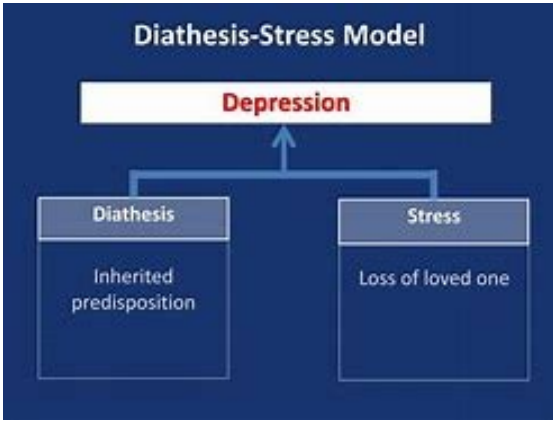 Diathesis-Stress Model
Depression
Diathesis
Inherited
predisposition
Stress
Loss of loved one